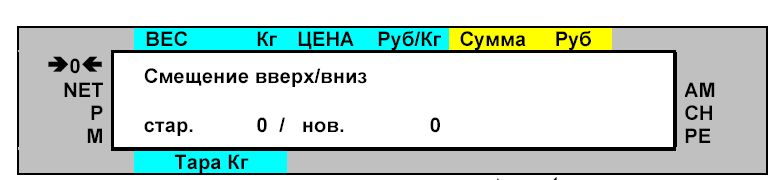 ВЕС Кг ЦЕНА Руб/Кг Сумма Руб
➔0←
NET
P
M
Смещение вверх/вниз
стар. 0 / нов. 0
AM
CH
PE
Тара Кг